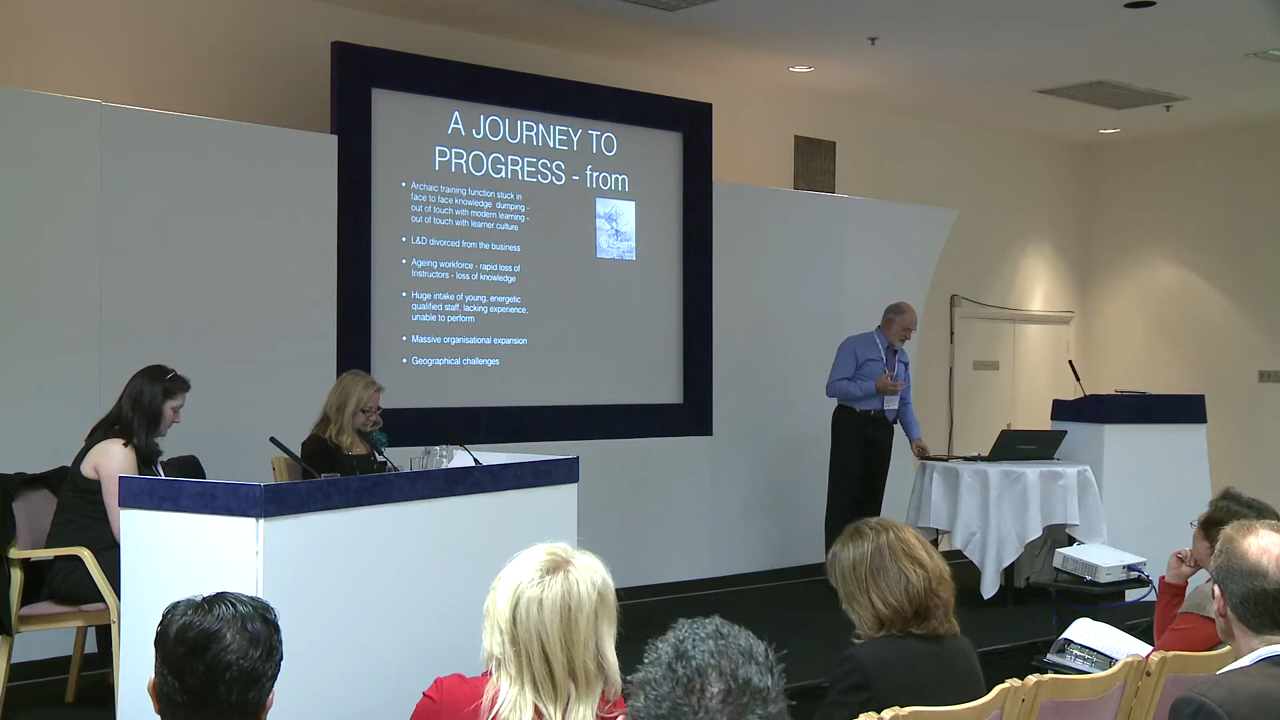 A JOURNEY TO
PROGRESS - from
• Archaic training function stuck in
face to face knowledge dumping -
out of touch with modern learning -
out of touch with learner culture
• L&D divorced from the business
• Ageing workforce - rapid loss of
Instructors - loss of knowledge
• Huge intake of young, energetic
qualified staff, lacking experience,
unable to perform
• Massive organisational expansion
• Geographical challenges